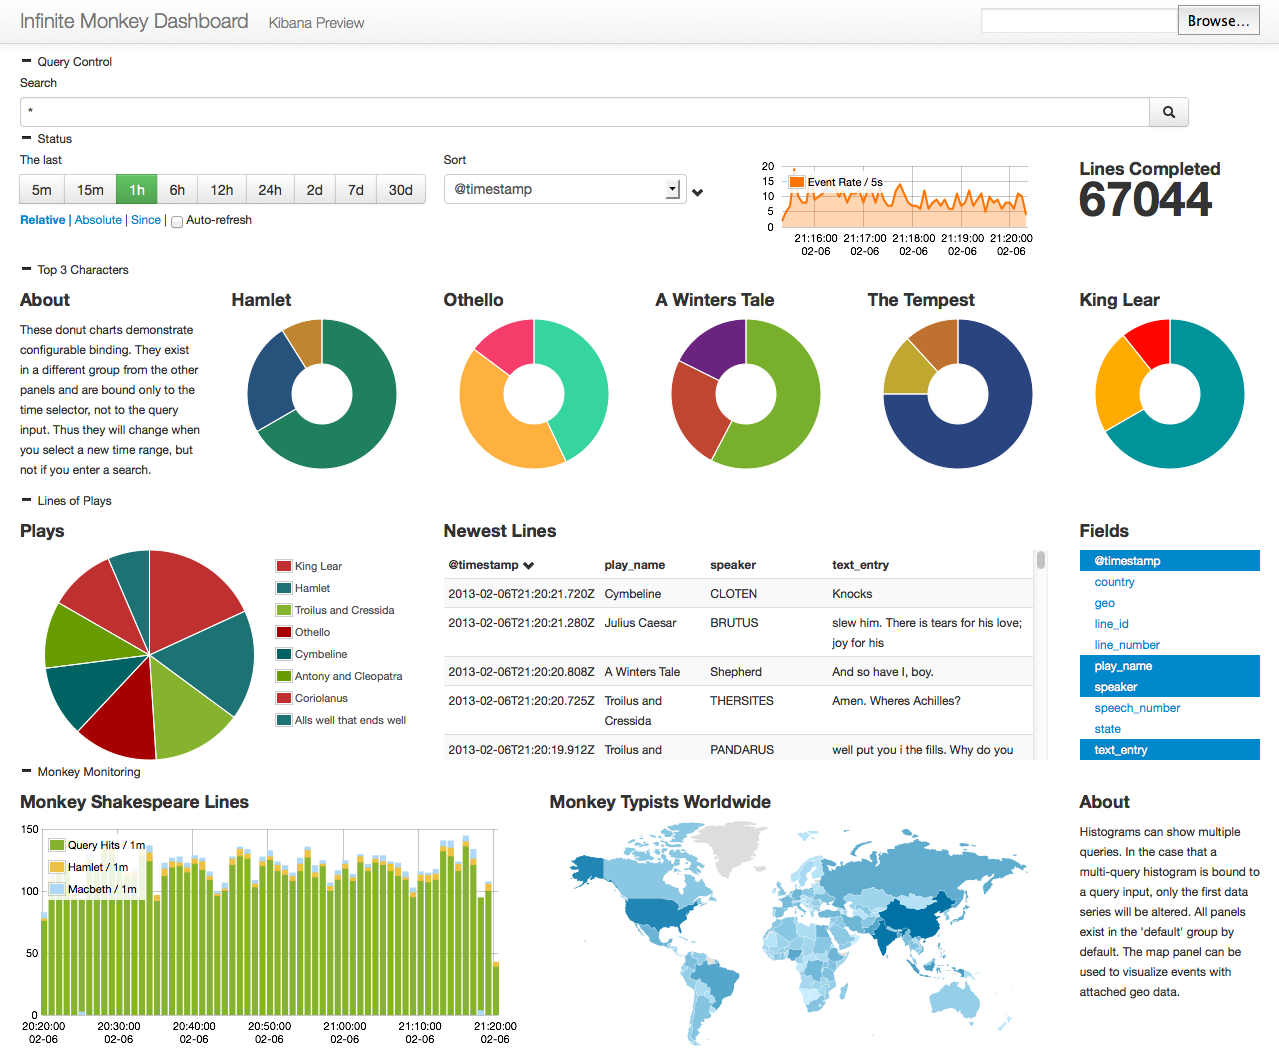 Infinite Monkey Dashboard Kibana Preview
Browse...
Query Control
Search
*
Status
The last
5m 15m 1h 6h 12h 24h 2d 7d 30d
Relative | Absolute | Since | Auto-refresh
Sort
@timestamp
20
15
10
5
0
Event Rate / 5s
21:16:00 21:17:00 21:18:00 21:19:00 21:20:00
02-06 02-06 02-06 02-06 02-06
Lines Completed
67044
Top 3 Characters
About
These donut charts demonstrate
configurable binding. They exist
in a different group from the other
panels and are bound only to the
time selector, not to the query
input. Thus they will change when
you select a new time range, but
not if you enter a search.
Hamlet
Othello
A Winters Tale
The Tempest
King Lear
Lines of Plays
Plays
King Lear
Hamlet
Troilus and Cressida
Othello
Cymbeline
Antony and Cleopatra
Coriolanus
Alls well that ends well
Newest Lines
@timestamp play_name speaker text_entry
2013-02-06T21:20:21.720Z Cymbeline CLOTEN Knocks
2013-02-06T21:20:21.280Z Julius Caesar BRUTUS slew him. There is tears for his love;
joy for his
2013-02-06T21:20:20.808Z A Winters Tale Shepherd And so have I, boy.
2013-02-06T21:20:20.725Z Troilus and THERSITES Amen. Wheres Achilles?
Cressida
2013-02-06T21:20:19.912Z Troilus and PANDARUS well put you i the fills. Why do you
Fields
@timestamp
country
geo
line_id
line_number
play_name
speaker
speech_number
state
text_entry
Monkey Monitoring
Monkey Shakespeare Lines
150
100
50
0
Query Hits / 1m
Hamlet / 1m
Macbeth / 1m
20:20:00 20:30:00 20:40:00 20:50:00 21:00:00 21:10:00 21:20:00
02-06 02-06 02-06 02-06 02-06 02-06 02-06
Monkey Typists Worldwide
About
Histograms can show multiple
queries. In the case that a
multi-query histogram is bound to
a query input, only the first data
series will be altered. All panels
exist in the 'default' group by
default. The map panel can be
used to visualize events with
attached geo data.